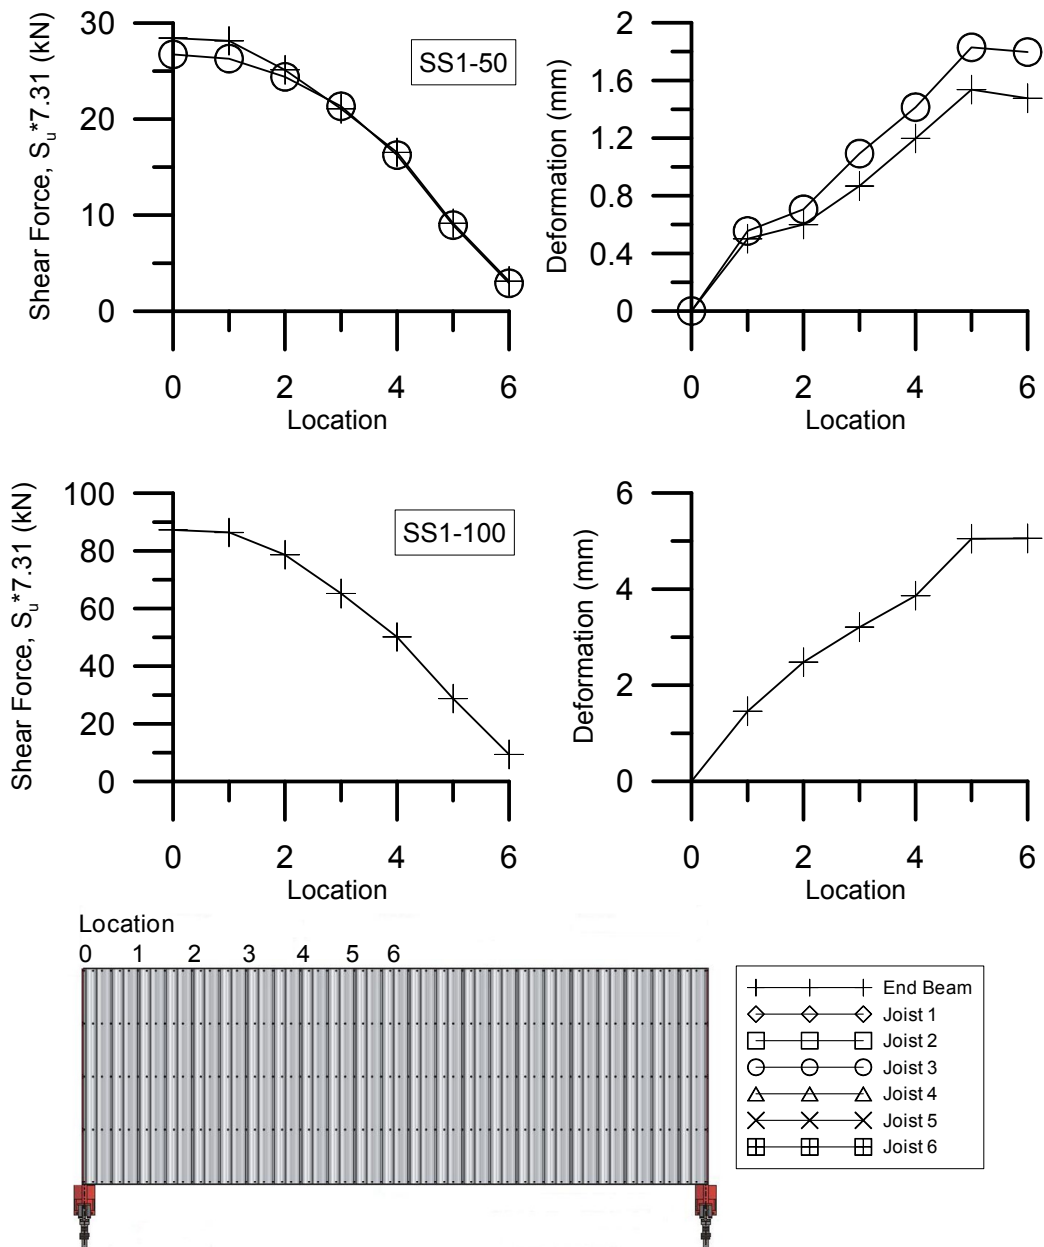 Shear Force, Su*7.31 (kN)
30
20
10
0
SS1-50
0 2 4 6
Location
Deformation (mm)
2
1.6
1.2
0.8
0.4
0
0 2 4 6
Location
Shear Force, Su*7.31 (kN)
100
80
60
40
20
0
SS1-100
0 2 4 6
Location
Deformation (mm)
6
4
2
0
0 2 4 6
Location
Location
0 1 2 3 4 5 6
End Beam
Joist 1
Joist 2
Joist 3
Joist 4
Joist 5
Joist 6